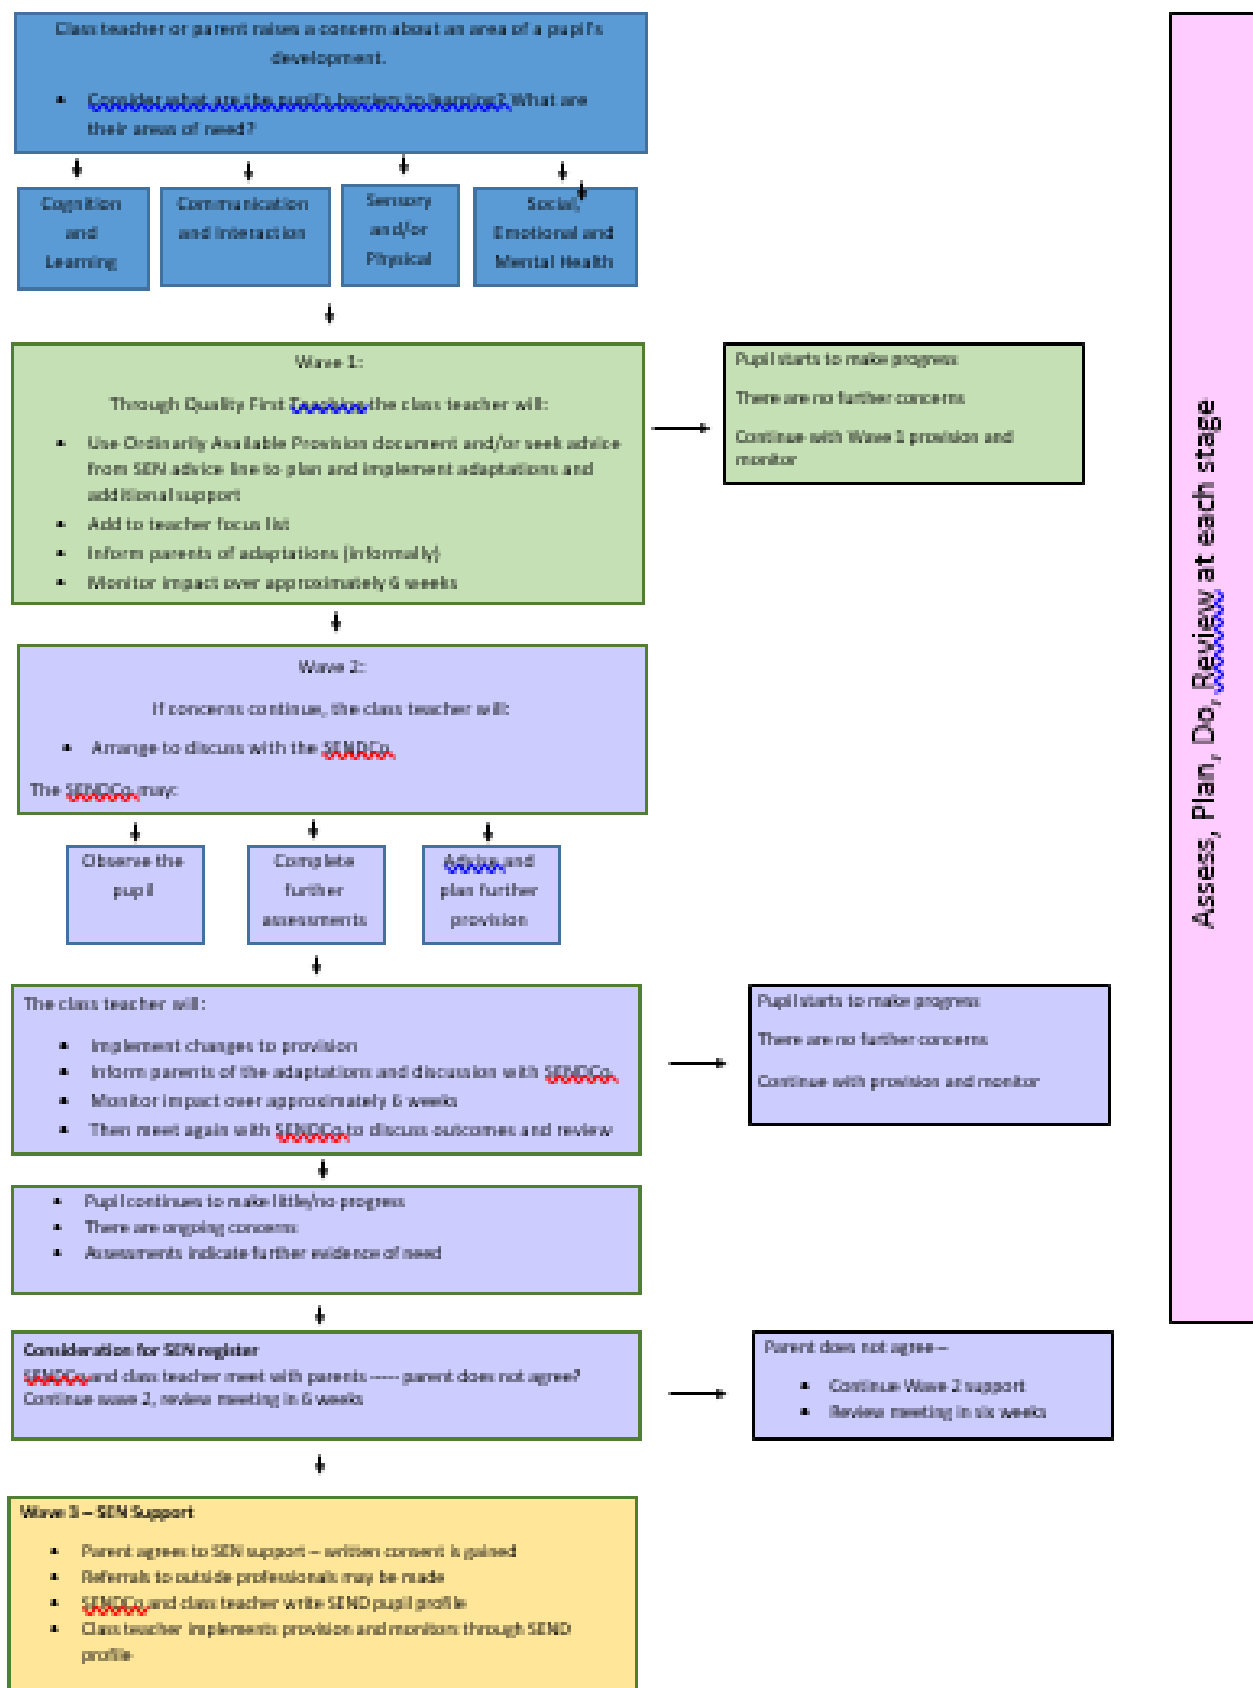 Class teacher or parent raises a concern about an area of a pupil's
development.
• Consider what are the pupil's barriers to learning? What are
their areas of need?
Cognition
and
Learning
Communication
and Interaction
Sensory
and/or
Physical
Social,
Emotional and
Mental Health
Wave 1:
Through Quality First Teaching the class teacher will:
• Use Ordinarily Available Provision document and/or seek advice
from SEN advice line to plan and implement adaptations and
additional support
• Add to teacher focus list
• Inform parents of adaptations (informally)
• Monitor impact over approximately 6 weeks
Pupil starts to make progress
There are no further concerns
Continue with Wave 1 provision and
monitor
Wave 2:
If concerns continue, the class teacher will:
• Arrange to discuss with the SENDCo.
The SENDCo may:
Observe the
pupil
Complete
further
assessments
Advise and
plan further
provision
The class teacher will:
• Implement changes to provision
• Inform parents of the adaptations and discussion with SENDCo.
• Monitor impact over approximately 6 weeks
• Then meet again with SENDCo to discuss outcomes and review
Pupil starts to make progress
There are no further concerns
Continue with provision and monitor
• Pupil continues to make little/no progress
• There are ongoing concerns
• Assessments indicate further evidence of need
Consideration for SEN register
SENDCo and class teacher meet with parents ----- parent does not agree?
Continue wave 2, review meeting in 6 weeks
Parent does not agree –
• Continue Wave 2 support
• Review meeting in six weeks
Wave 3 – SEN Support
• Parent agrees to SEN support – written consent is gained
• Referrals to outside professionals may be made
• SENDCo and class teacher write SEND pupil profile
• Class teacher implements provision and monitors through SEND
profile
Assess, Plan, Do, Review at each stage